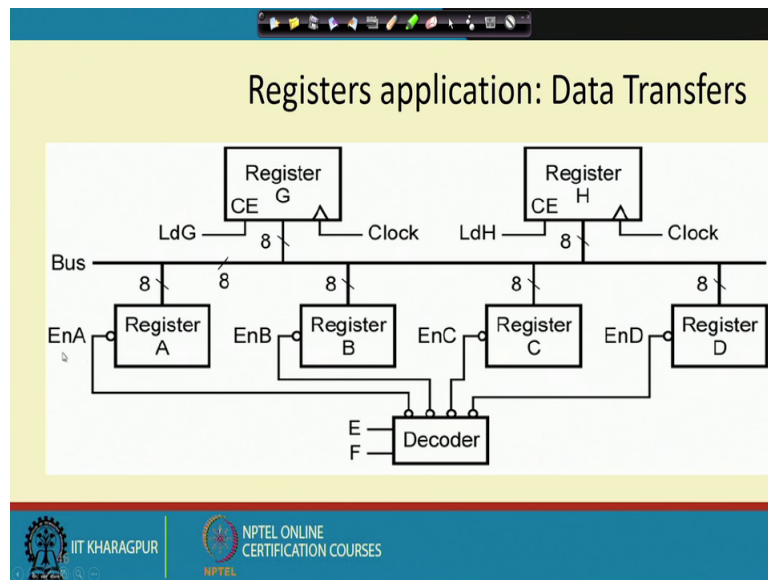 Registers application: Data Transfers
Register
G
CE
LdG
8
Clock
Register
H
CE
LdH
8
Clock
Bus
8
8
8
8
8
EnA
Register
A
EnB
Register
B
EnC
Register
C
EnD
Register
D
E
F
Decoder
IIT KHARAGPUR
NPTEL
NPTEL ONLINE
CERTIFICATION COURSES